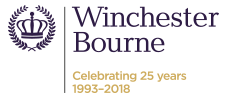 Winchester
Bourne
Celebrating 25 years
1993–2018